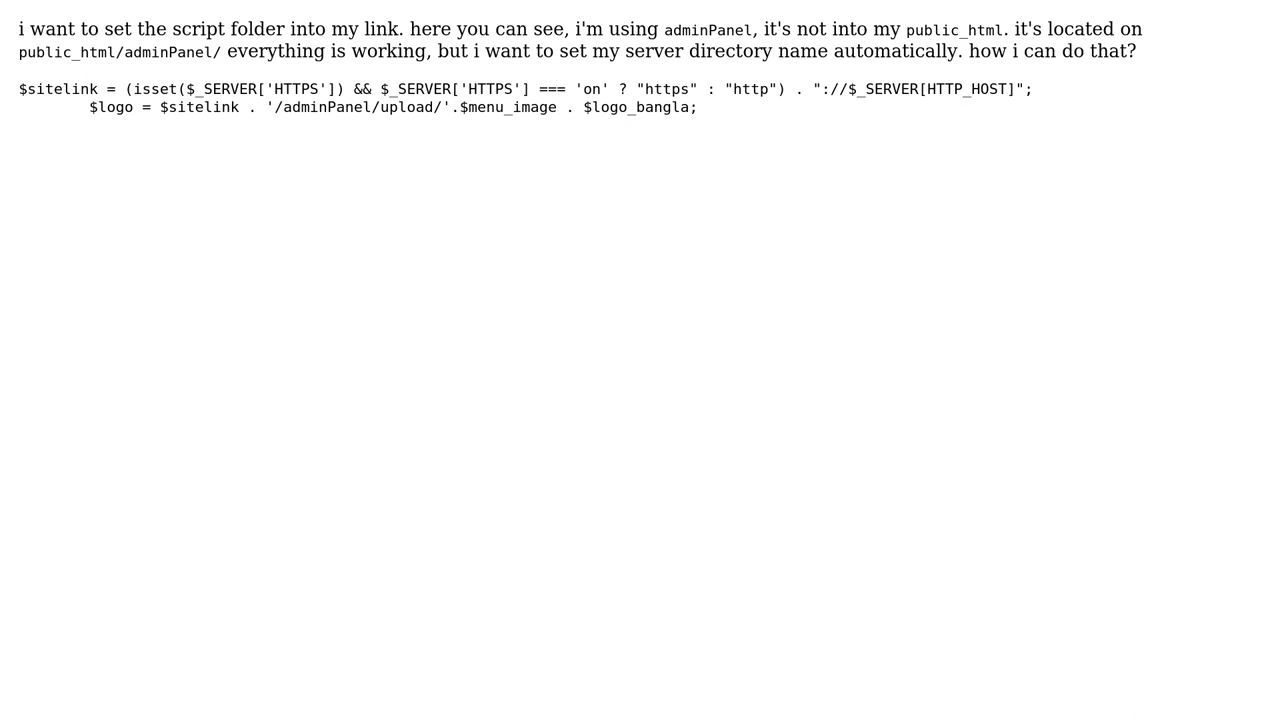 i want to set the script folder into my link. here you can see, i'm using adminPanel, it's not into my public_html. it's located on
public_html/adminPanel/ everything is working, but i want to set my server directory name automatically. how i can do that?
$sitelink = (isset($_SERVER['HTTPS']) && $_SERVER['HTTPS'] === 'on' ? "https" : "http") . "://$_SERVER[HTTP_HOST]";
        $logo = $sitelink . '/adminPanel/upload/'.$menu_image . $logo_bangla;